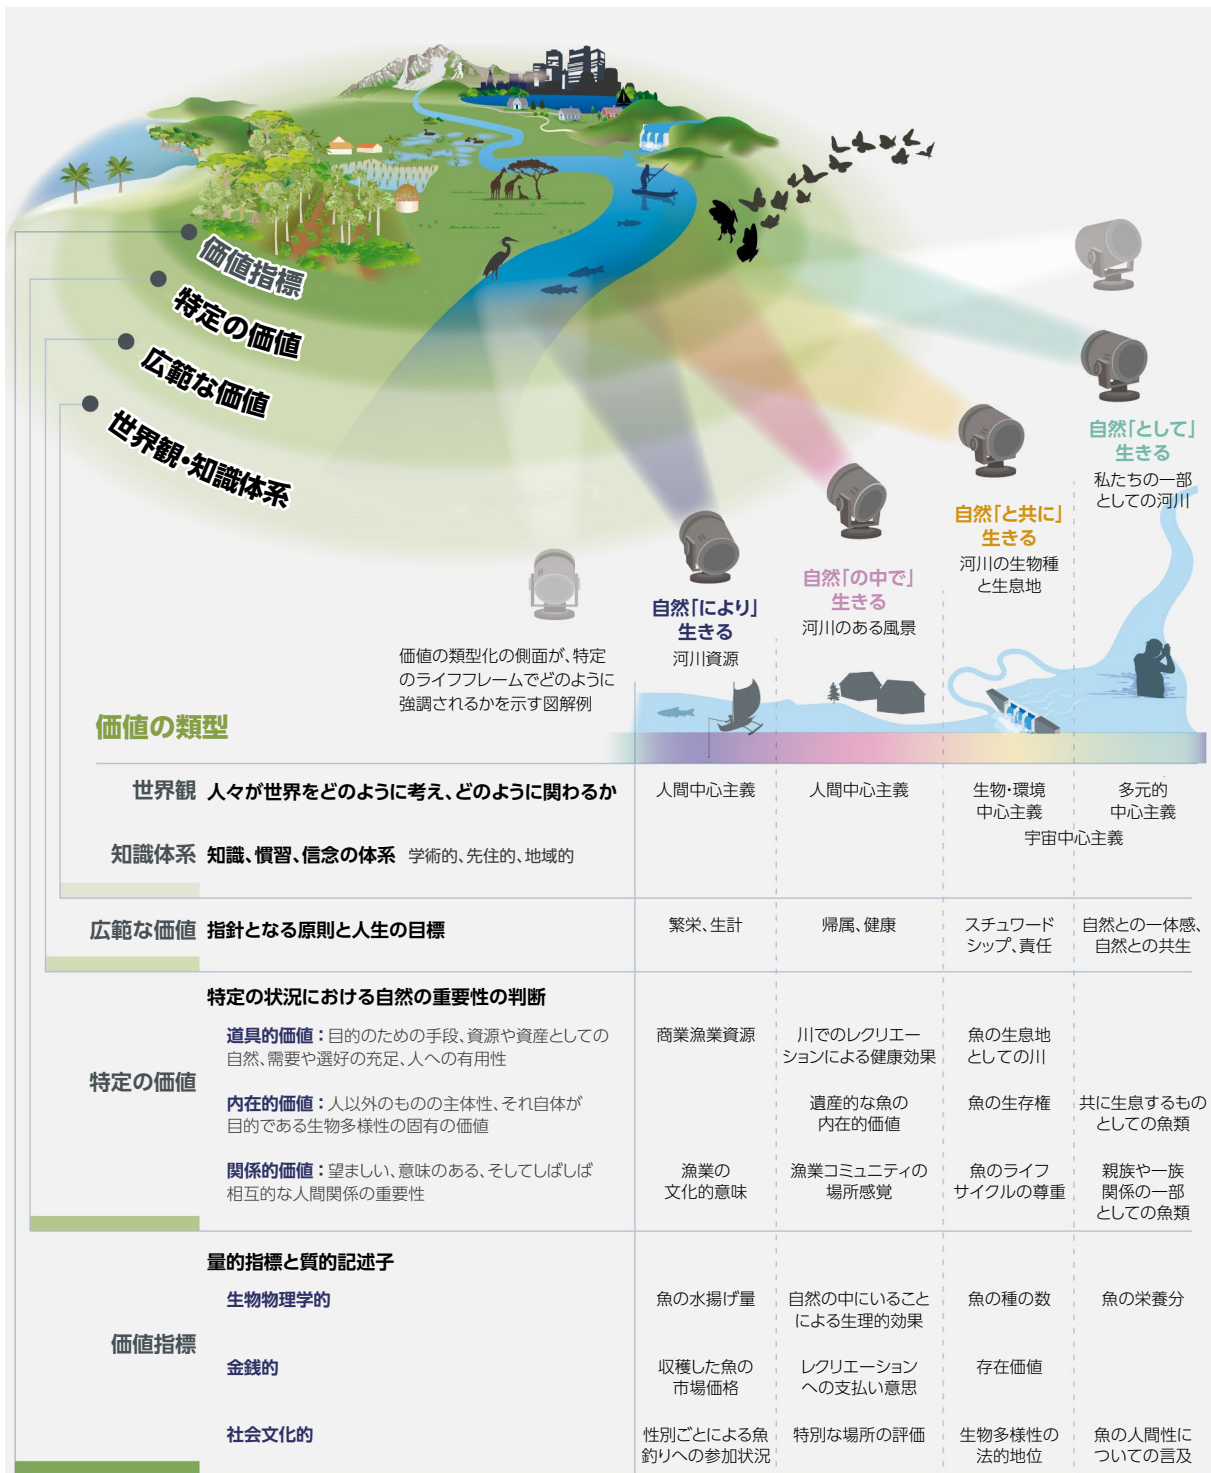 価値指標
特定の価値
広範な価値
世界観・知識体系
自然「として」
生きる
私たちの一部
としての河川
自然「と共に」
生きる
河川の生物種
と生息地
自然「の中で」
生きる
河川のある風景
自然「により」
生きる
河川資源
価値の類型化の側面が、特定
のライフフレームでどのように
強調されるかを示す図解例
価値の類型
世界観 人々が世界をどのように考え、どのように関わるか
人間中心主義
人間中心主義
生物・環境
中心主義
多元的
中心主義
宇宙中心主義
知識体系 知識、慣習、信念の体系 学術的、先住的、地域的
広範な価値 指針となる原則と人生の目標
繁栄、生計
帰属、健康
スチュワード
シップ、責任
自然との一体感、
自然との共生
特定の価値
特定の状況における自然の重要性の判断
道具的価値：目的のための手段、資源や資産としての
自然、需要や選好の充足、人への有用性
商業漁業資源
川でのレクリエー
ションによる健康効果
魚の生息地
としての川
内在的価値：人以外のものの主体性、それ自体が
目的である生物多様性の固有の価値
遺産的な魚の
内在的価値
魚の生存権
共に生息するもの
としての魚類
関係的価値：望ましい、意味のある、そしてしばしば
相互的な人間関係の重要性
漁業の
文化的意味
漁業コミュニティの
場所感覚
魚のライフ
サイクルの尊重
親族や一族
関係の一部
としての魚類
価値指標
量的指標と質的記述子
生物物理学的
魚の水揚げ量
自然の中にいること
による生理的効果
魚の種の数
魚の栄養分
金銭的
収穫した魚の
市場価格
レクリエーション
への支払い意思
存在価値
社会文化的
性別ごとによる魚
釣りへの参加状況
特別な場所の評価
生物多様性の
法的地位
魚の人間性に
ついての言及